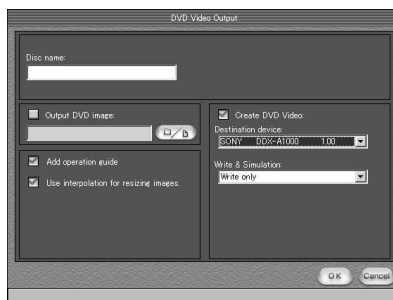 DVD Video Output
Disc name:
Output DVD image:
Add operation guide
Use interpolation for resizing images.
Create DVD Video:
Destination device:
SONY DDX-A1000 1.00
Write & Simulation:
Write only
OK
Cancel